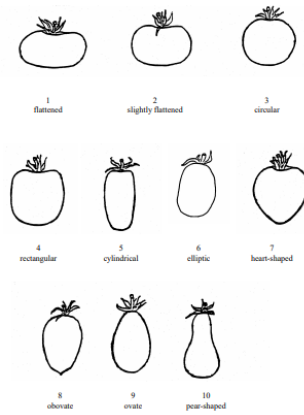 1
flattened
2
slightly flattened
3
circular
4
rectangular
5
cylindrical
6
elliptic
7
heart-shaped
8
obovate
9
ovate
10
pear-shaped